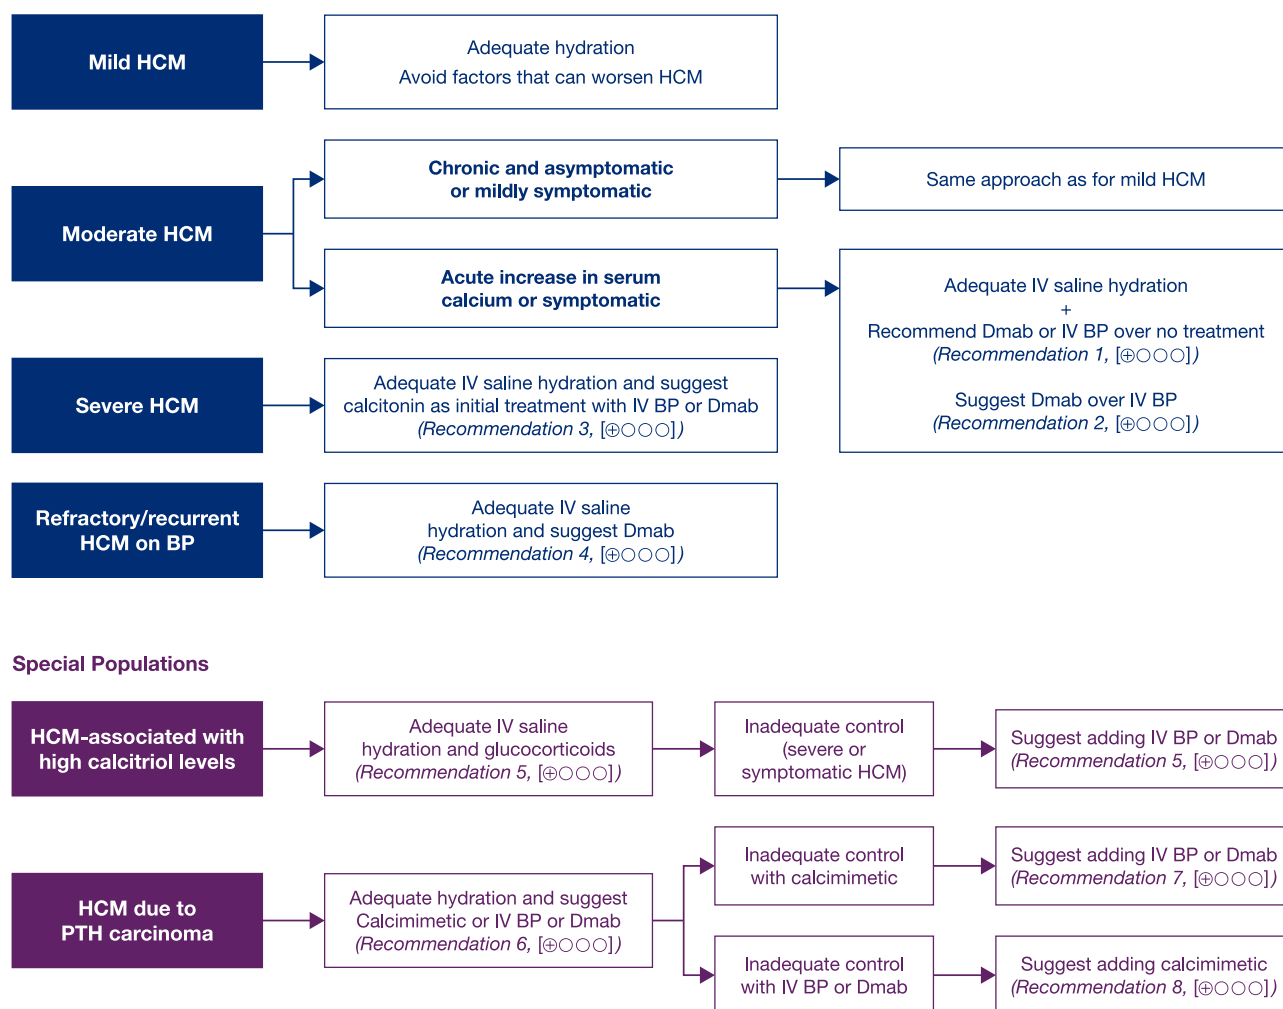 Mild HCM
Adequate hydration
Avoid factors that can worsen HCM
Moderate HCM
Chronic and asymptomatic
or mildly symptomatic
Same approach as for mild HCM
Acute increase in serum
calcium or symptomatic
Adequate IV saline hydration
+
Recommend Dmab or IV BP over no treatment
(Recommendation 1, [⊕○○○])
Suggest Dmab over IV BP
(Recommendation 2, [⊕○○○])
Severe HCM
Adequate IV saline hydration and suggest
calcitonin as initial treatment with IV BP or Dmab
(Recommendation 3, [⊕○○○])
Refractory/recurrent
HCM on BP
Adequate IV saline
hydration and suggest Dmab
(Recommendation 4, [⊕○○○])
Special Populations
HCM-associated with
high calcitriol levels
Adequate IV saline
hydration and glucocorticoids
(Recommendation 5, [⊕○○○])
Inadequate control
(severe or
symptomatic HCM)
Suggest adding IV BP or Dmab
(Recommendation 5, [⊕○○○])
HCM due to
PTH carcinoma
Adequate hydration and suggest
Calcimimetic or IV BP or Dmab
(Recommendation 6, [⊕○○○])
Inadequate control
with calcimimetic
Suggest adding IV BP or Dmab
(Recommendation 7, [⊕○○○])
Inadequate control
with IV BP or Dmab
Suggest adding calcimimetic
(Recommendation 8, [⊕○○○])